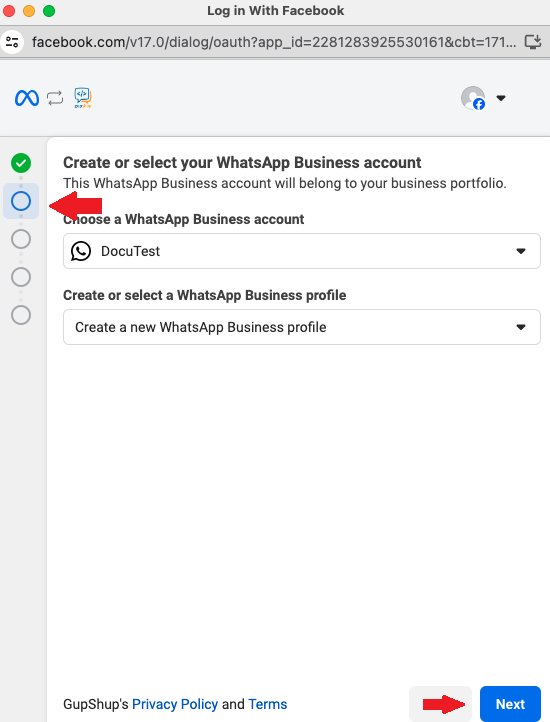 Log in With Facebook
facebook.com/v17.0/dialog/oauth?app_id=2281283925530161&cbt=171...
Create or select your WhatsApp Business account
This WhatsApp Business account will belong to your business portfolio.
Choose a WhatsApp Business account
DocuTest
Create or select a WhatsApp Business profile
Create a new WhatsApp Business profile
GupShup's Privacy Policy and Terms
Next